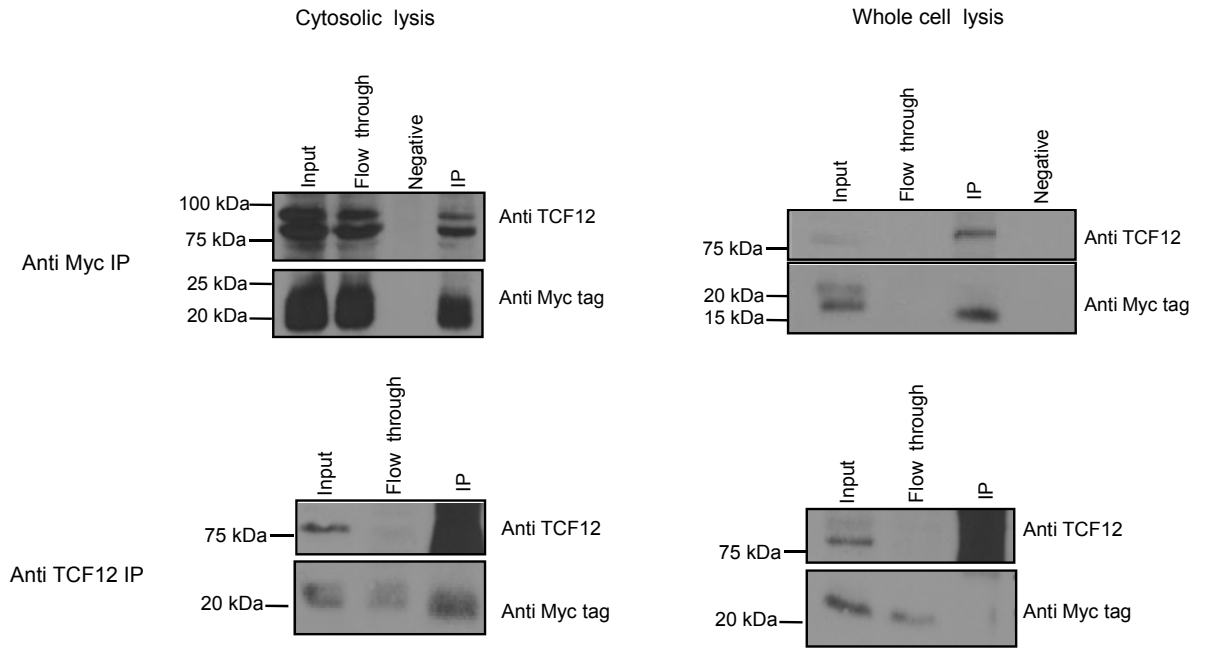 Cytosolic lysis
Whole cell lysis
Anti Myc IP
Input
Flow through
Negative
IP
100 kDa
75 kDa
Anti TCF12
25 kDa
20 kDa
Anti Myc tag
Input
Flow through
IP
Negative
75 kDa
Anti TCF12
20 kDa
15 kDa
Anti Myc tag
Anti TCF12 IP
Input
Flow through
IP
75 kDa
Anti TCF12
20 kDa
Anti Myc tag
Input
Flow through
IP
75 kDa
Anti TCF12
20 kDa
Anti Myc tag